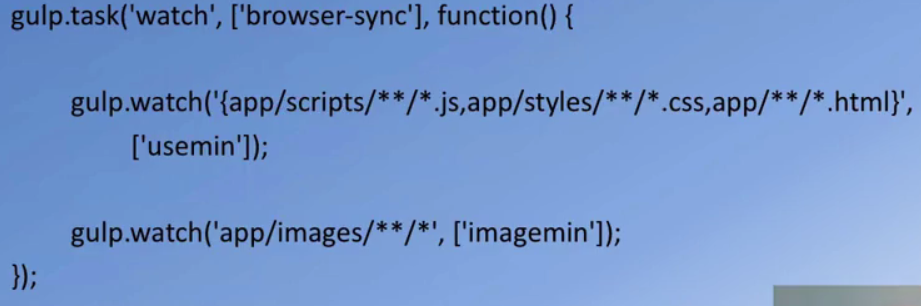 gulp.task('watch', ['browser-sync'], function() {
gulp.watch('{app/scripts/**/*.js,app/styles/**/*.css,app/**/*.html}',
['usemin']);
gulp.watch('app/images/**/*', ['imagemin']);
});